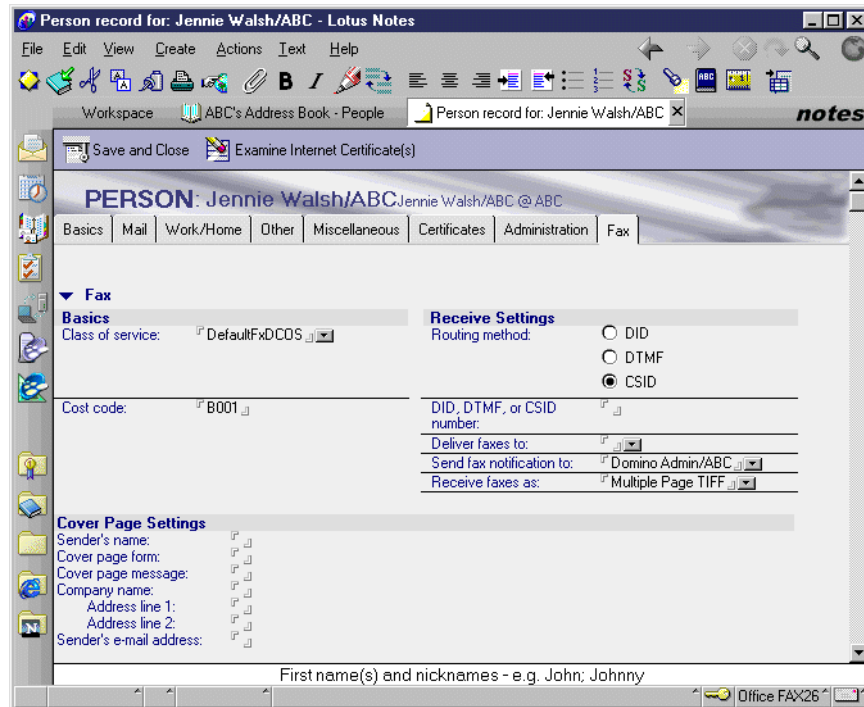 Person record for: Jennie Walsh/ABC - Lotus Notes
File Edit View Create Actions Text Help
B I ABC
Workspace ABC's Address Book - People Person record for: Jennie Walsh/ABC notes
Save and Close Examine Internet Certificate(s)
PERSON: Jennie Walsh/ABC Jennie Walsh/ABC @ ABC
Basics Mail Work/Home Other Miscellaneous Certificates Administration Fax
Fax
Basics Receive Settings
Class of service: DefaultFxDCOS Routing method: DID
DTMF
CSID
Cost code: B001 DID, DTMF, or CSID
number:
Deliver faxes to:
Send fax notification to: Domino Admin/ABC
Receive faxes as: Multiple Page TIFF
Cover Page Settings
Sender's name:
Cover page form:
Cover page message:
Company name:
Address line 1:
Address line 2:
Sender's e-mail address:
First name(s) and nicknames - e.g. John; Johnny
Office FAX26